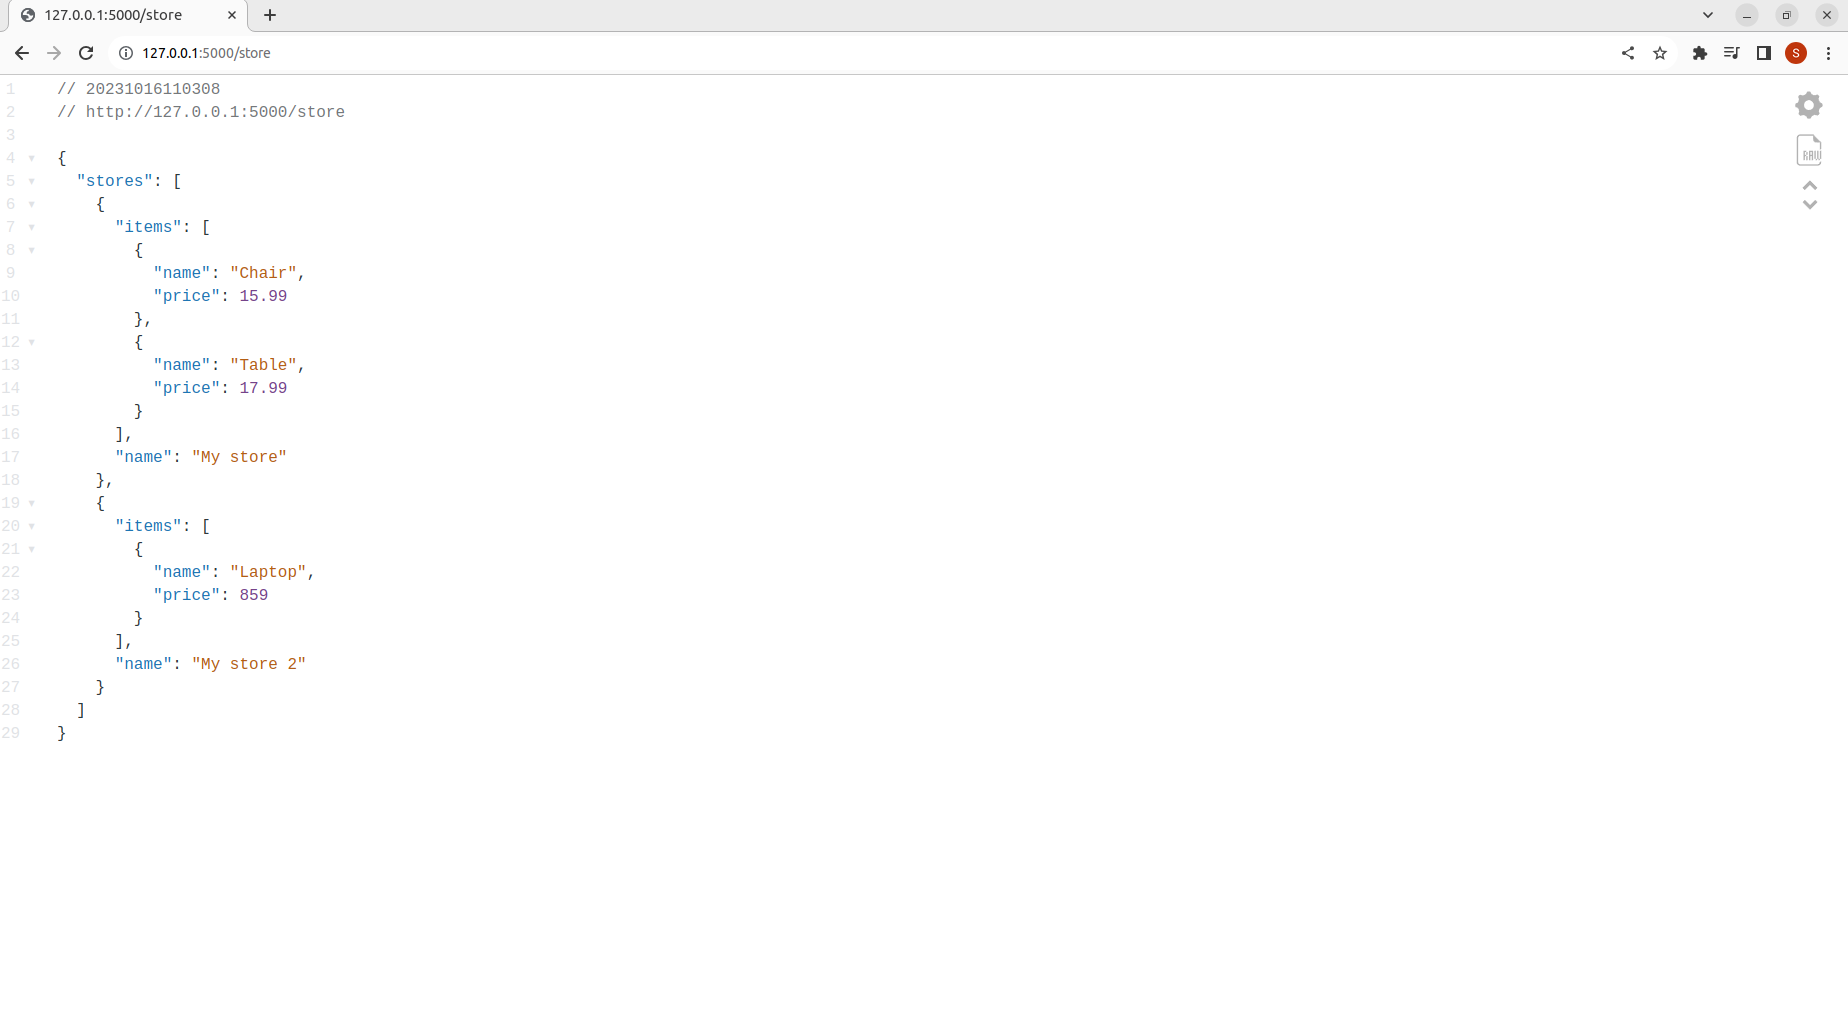 127.0.0.1:5000/store
127.0.0.1:5000/store
S
1 // 20231016110308
2 // http://127.0.0.1:5000/store
3
4 {
5 "stores": [
6 {
7 "items": [
8 {
9 "name": "Chair",
10 "price": 15.99
11 },
12 {
13 "name": "Table",
14 "price": 17.99
15 }
16 ],
17 "name": "My store"
18 },
19 {
20 "items": [
21 {
22 "name": "Laptop",
23 "price": 859
24 }
25 ],
26 "name": "My store 2"
27 }
28 ]
29 }
RAW